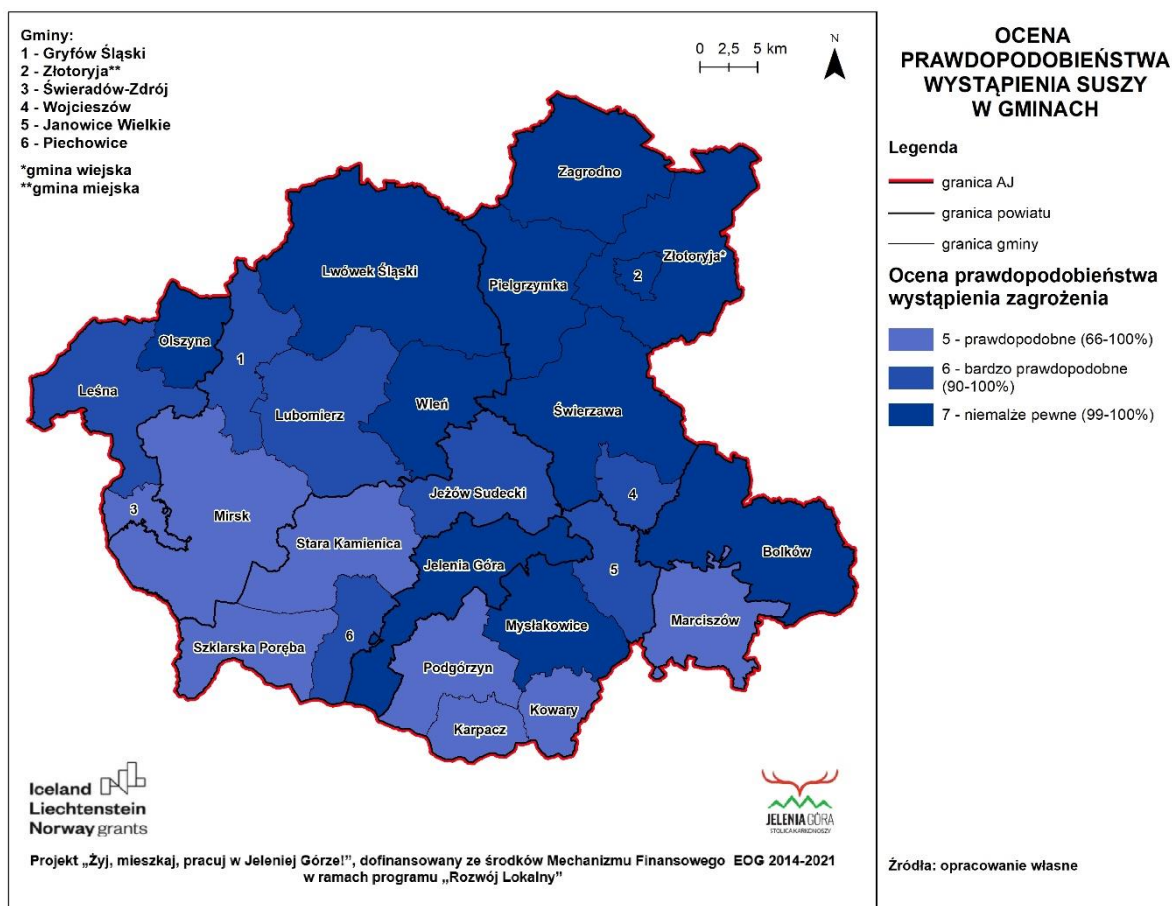 Gminy:
1 - Gryfów Śląski
2 - Złotoryja**
3 - Świeradów-Zdrój
4 - Wojcieszów
5 - Janowice Wielkie
6 - Piechowice
*gmina wiejska
**gmina miejska
0 2,5 5 km
N
Zagrodno
Złotoryja*
2
Lwówek Śląski
Pielgrzymka
Olszyna
1
Leśna
Lubomierz
Wleń
Świerzawa
3
Mirsk
Jeżów Sudecki
4
Stara Kamienica
Jelenia Góra
5
Bolków
Marciszów
Mysłakowice
Szklarska Poręba
6
Podgórzyn
Kowary
Karpacz
Iceland
Liechtenstein
Norway grants
JELENIA GÓRA
STOLICA KARKONOSZY
Projekt „Żyj, mieszkaj, pracuj w Jeleniej Górze!”, dofinansowany ze środków Mechanizmu Finansowego EOG 2014-2021
w ramach programu „Rozwój Lokalny”
OCENA
PRAWDOPODOBIEŃSTWA
WYSTĄPIENIA SUSZY
W GMINACH
Legenda
granica AJ
granica powiatu
granica gminy
Ocena prawdopodobieństwa
wystąpienia zagrożenia
5 - prawdopodobne (66-100%)
6 - bardzo prawdopodobne
(90-100%)
7 - niemalże pewne (99-100%)
Źródła: opracowanie własne